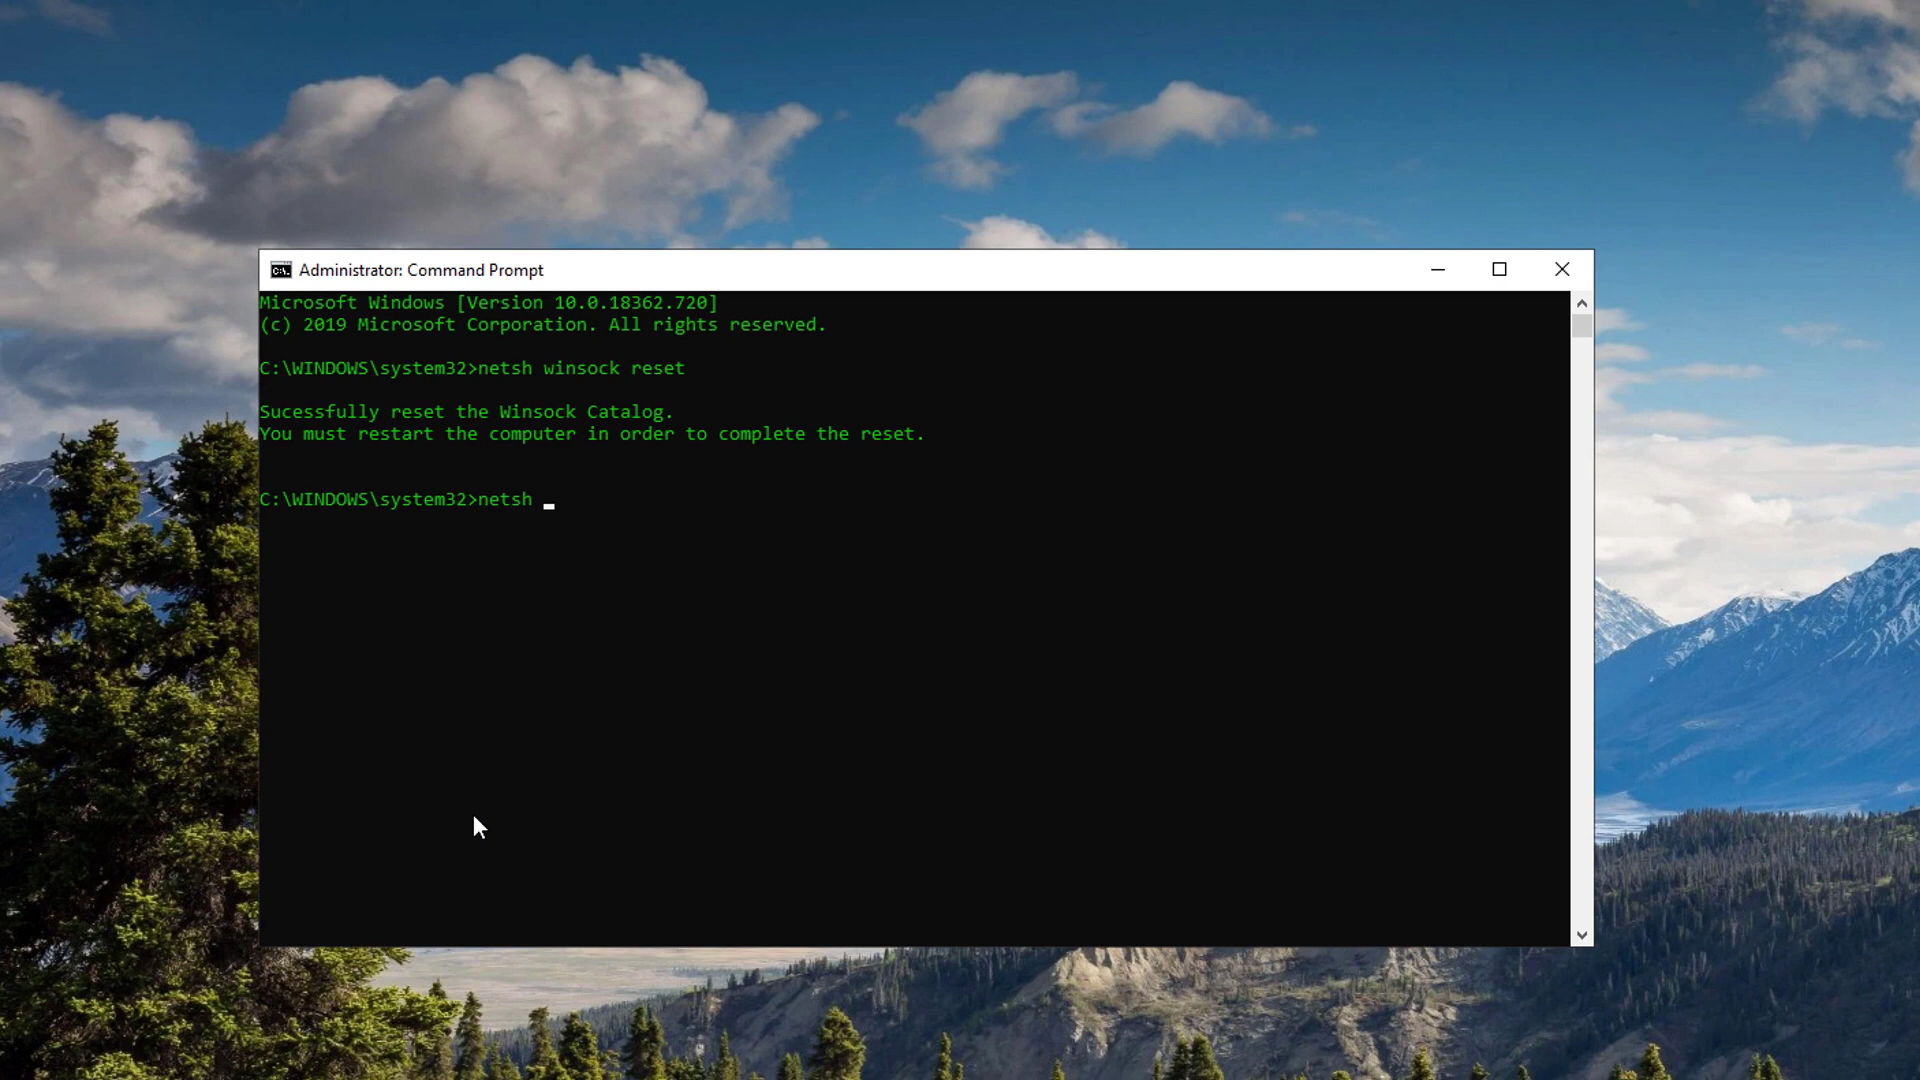 Administrator: Command Prompt
Microsoft Windows [Version 10.0.18362.720]
(c) 2019 Microsoft Corporation. All rights reserved.
C:\WINDOWS\system32>netsh winsock reset
Sucessfully reset the Winsock Catalog.
You must restart the computer in order to complete the reset.
C:\WINDOWS\system32>netsh